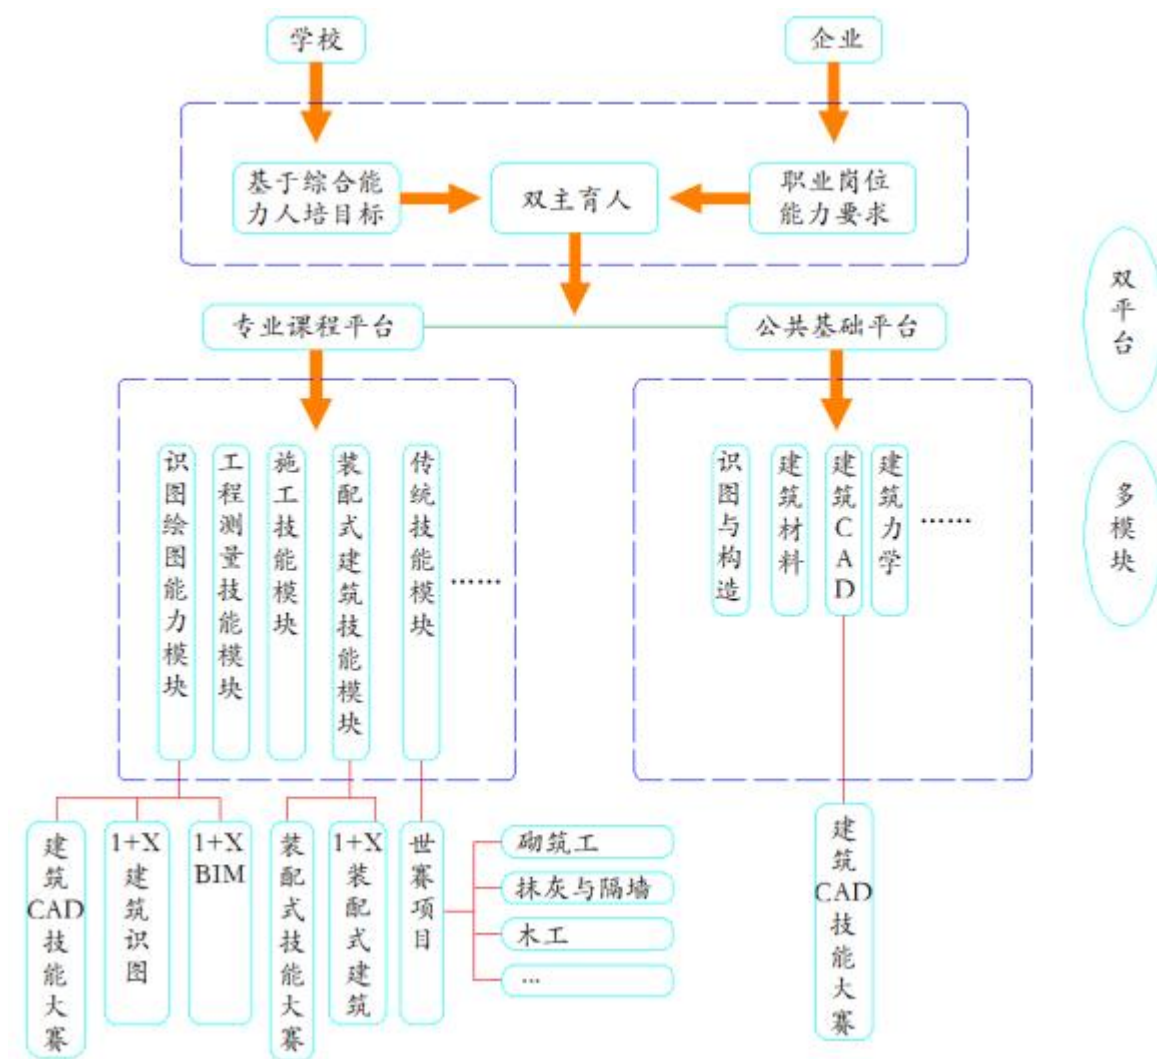 学校
企业
基于综合能
力人培目标
双主育人
职业岗位
能力要求
专业课程平台
公共基础平台
双平台
识图绘图能力模块
工程测量技能模块
施工技能模块
装配式建筑技能模块
传统技能模块
……
识图与构造
建筑材料
建筑CAD
建筑力学
……
多模块
建筑CAD技能大赛
1+X建筑识图
1+X
BIM
装配式技能大赛
1+X装配式建筑
世赛项目
砌筑工
抹灰与隔墙
木工
…
建筑CAD技能大赛